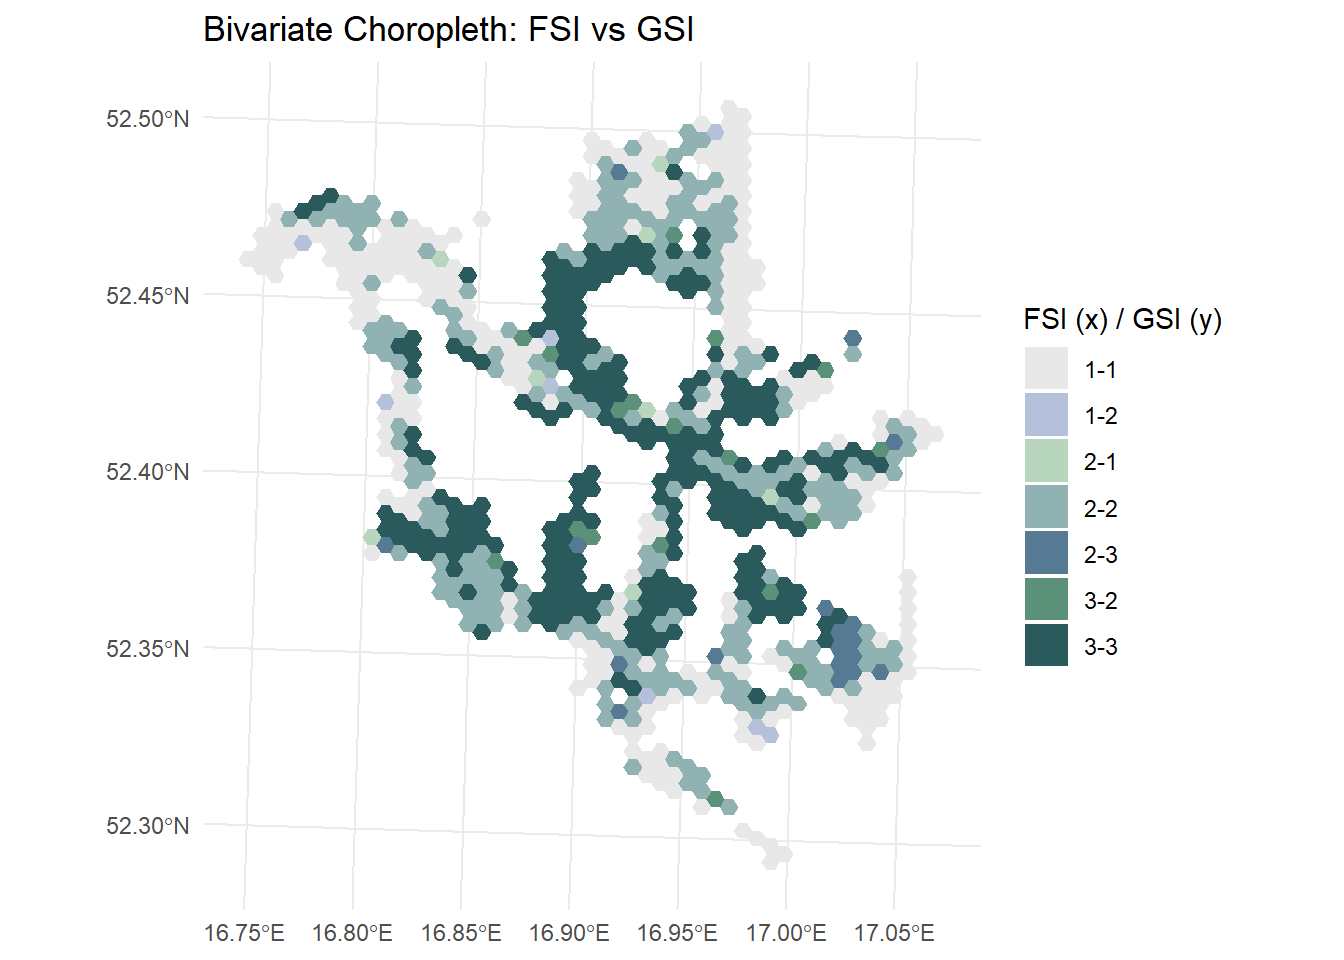 Bivariate Choropleth: FSI vs GSI
52.50°N
52.45°N
52.40°N
52.35°N
52.30°N
16.75°E
16.80°E
16.85°E
16.90°E
16.95°E
17.00°E
17.05°E
FSI (x) / GSI (y)
1-1
1-2
2-1
2-2
2-3
3-2
3-3